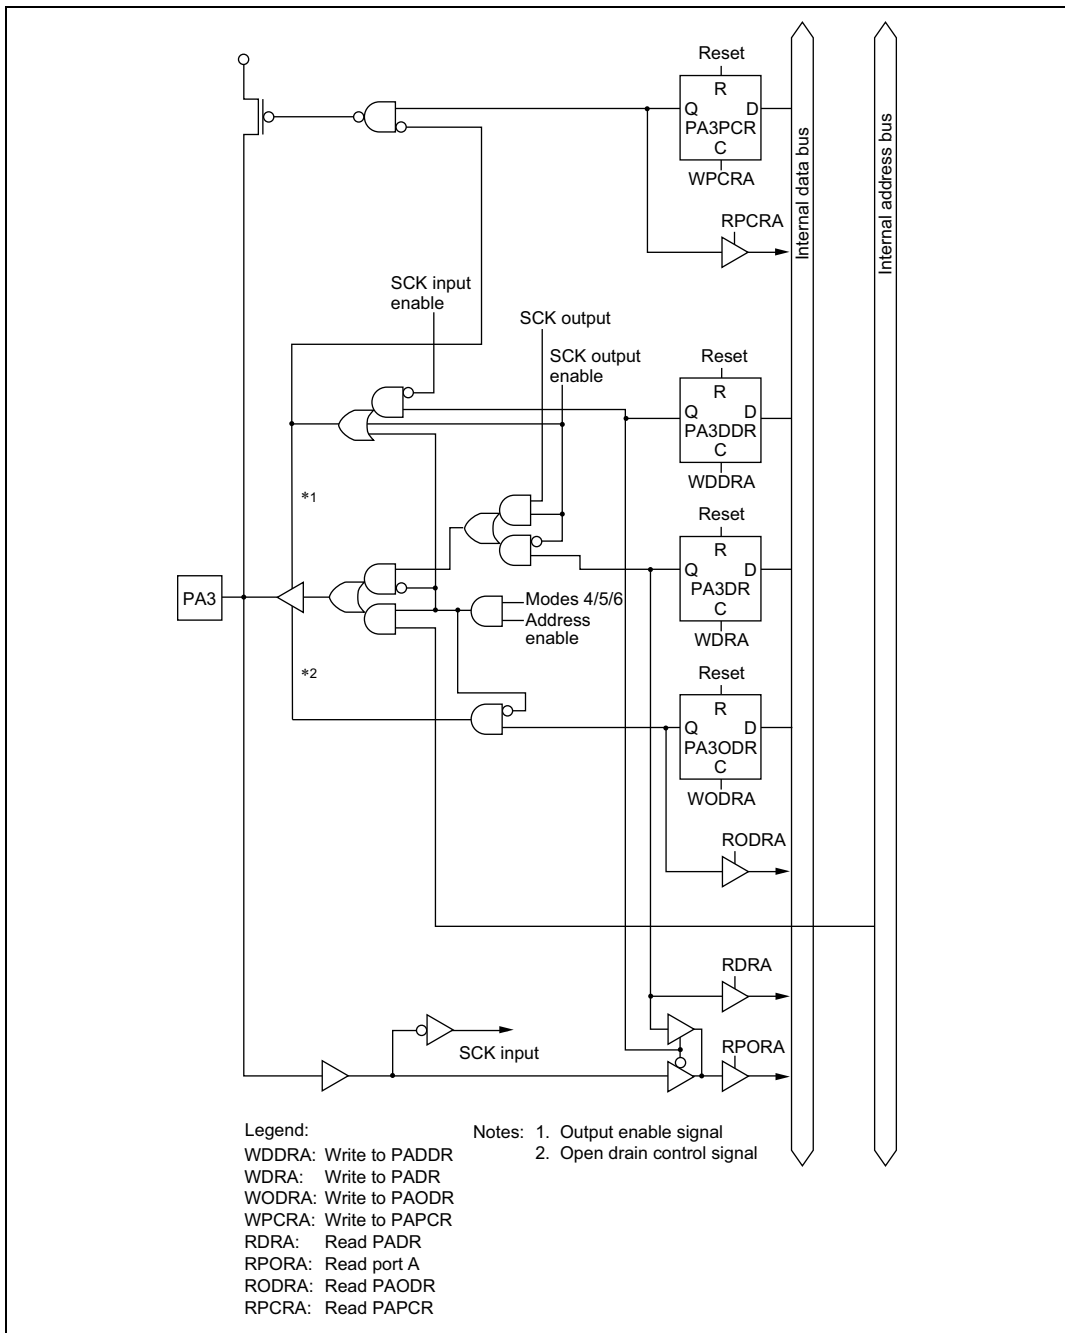 Reset
R
Q D
PA3PCR
C
WPCRA
RPCRA
Internal data bus
Internal address bus
SCK input
enable
SCK output
SCK output
enable
Reset
R
Q D
PA3DDR
C
WDDRA
*1
Reset
R
Q D
PA3DR
C
WDRA
PA3
Modes 4/5/6
Address
enable
*2
Reset
R
Q D
PA3ODR
C
WODRA
RODRA
RDRA
SCK input
RPORA
Legend:
WDDRA: Write to PADDR
WDRA: Write to PADR
WODRA: Write to PAODR
WPCRA: Write to PAPCR
RDRA: Read PADR
RPORA: Read port A
RODRA: Read PAODR
RPCRA: Read PAPCR
Notes: 1. Output enable signal
2. Open drain control signal